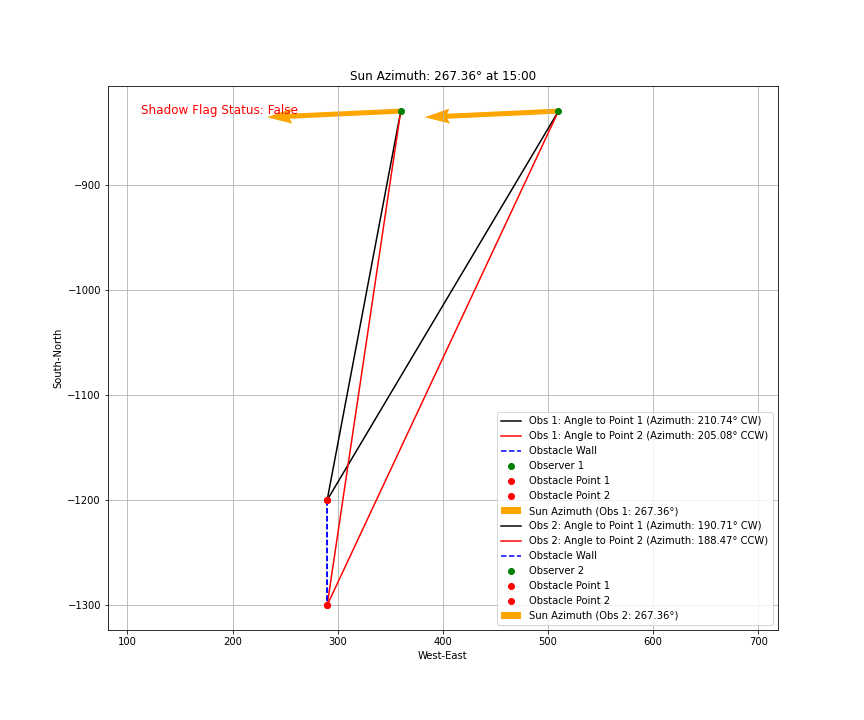 Sun Azimuth: 267.36° at 15:00
Shadow Flag Status: False
−900
−1000
−1100
−1200
−1300
South-North
Obs 1: Angle to Point 1 (Azimuth: 210.74° CW)
Obs 1: Angle to Point 2 (Azimuth: 205.08° CCW)
Obstacle Wall
Observer 1
Obstacle Point 1
Obstacle Point 2
Sun Azimuth (Obs 1: 267.36°)
Obs 2: Angle to Point 1 (Azimuth: 190.71° CW)
Obs 2: Angle to Point 2 (Azimuth: 188.47° CCW)
Obstacle Wall
Observer 2
Obstacle Point 1
Obstacle Point 2
Sun Azimuth (Obs 2: 267.36°)
100 200 300 400 500 600 700
West-East